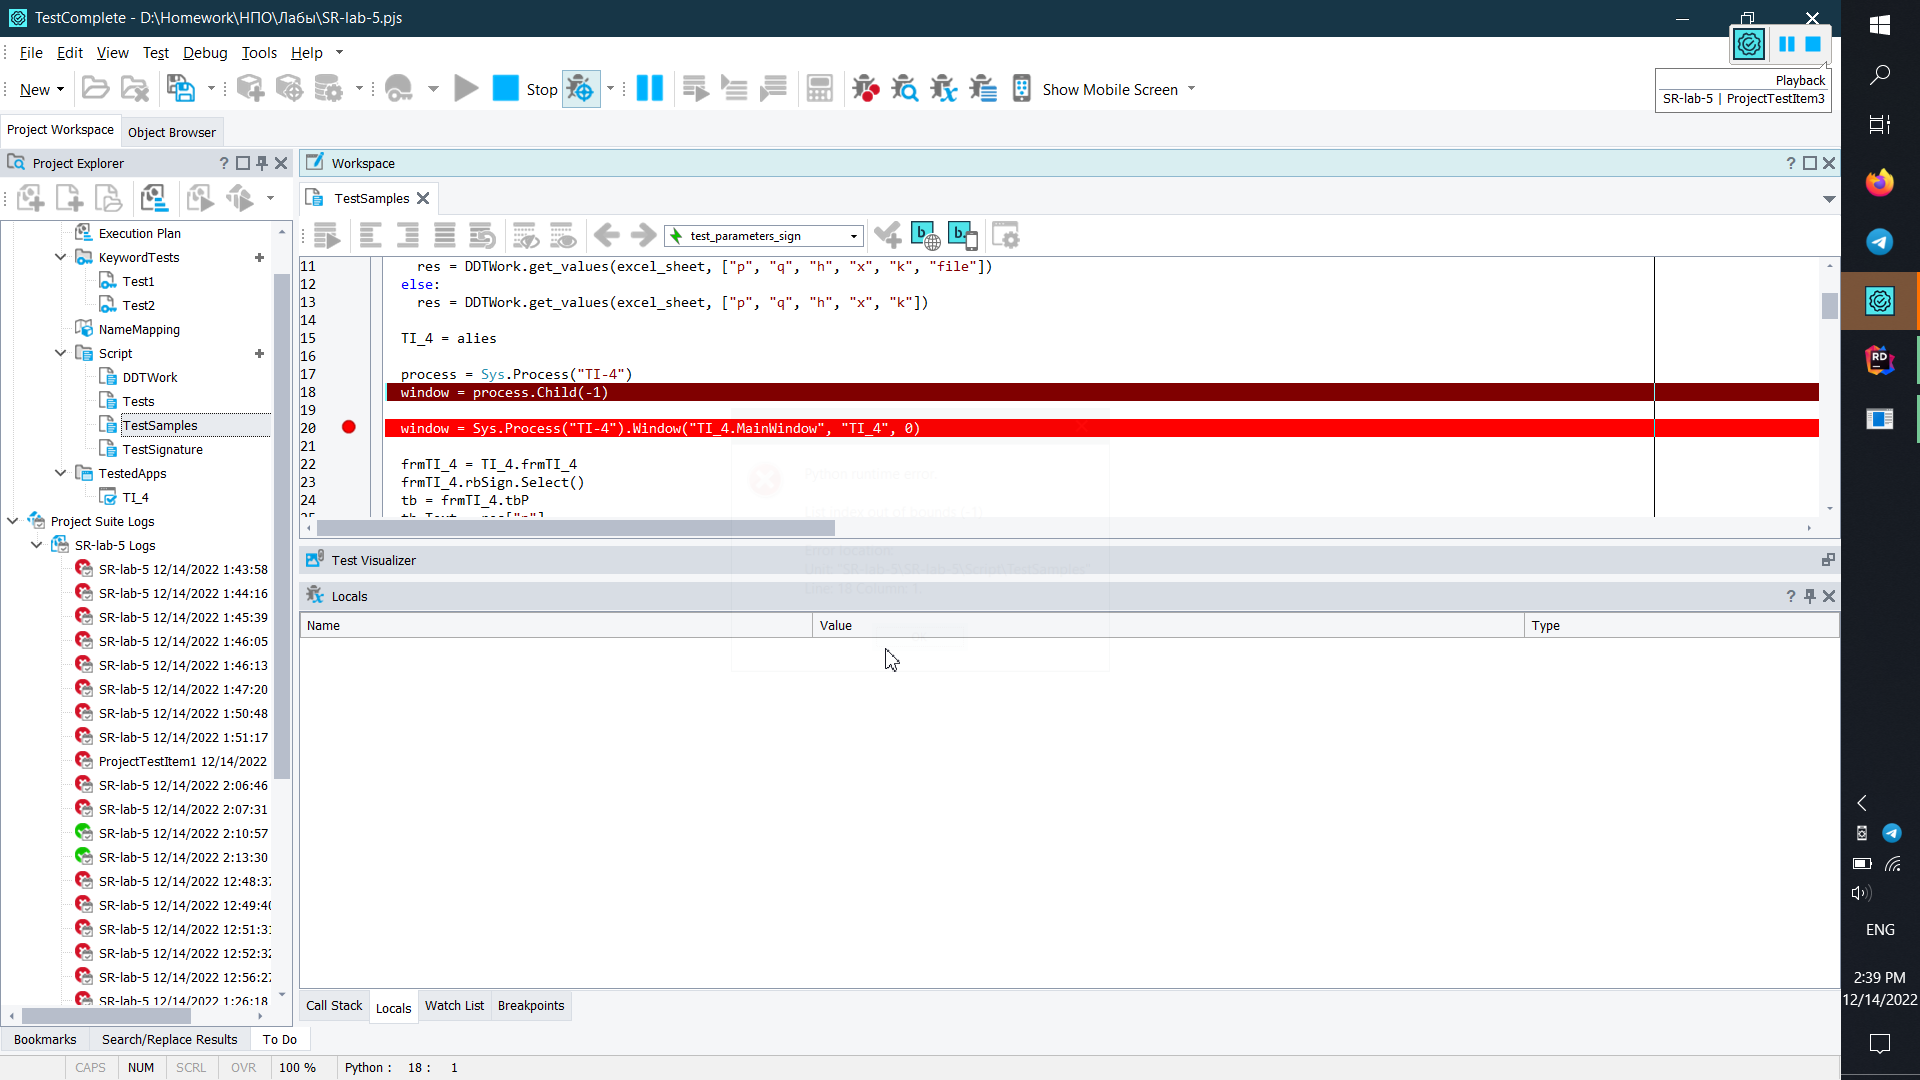 TestComplete - D:\Homework\НПО\Лабы\SR-lab-5.pjs
File Edit View Test Debug Tools Help
New Stop Show Mobile Screen
Playback
SR-lab-5 | ProjectTestItem3
Project Workspace Object Browser
Project Explorer
Execution Plan
KeywordTests
Test1
Test2
NameMapping
Script
DDTWork
Tests
TestSamples
TestSignature
TestedApps
TI_4
Project Suite Logs
SR-lab-5 Logs
SR-lab-5 12/14/2022 1:43:58
SR-lab-5 12/14/2022 1:44:16
SR-lab-5 12/14/2022 1:45:39
SR-lab-5 12/14/2022 1:46:05
SR-lab-5 12/14/2022 1:46:13
SR-lab-5 12/14/2022 1:47:20
SR-lab-5 12/14/2022 1:50:48
SR-lab-5 12/14/2022 1:51:17
ProjectTestItem1 12/14/2022
SR-lab-5 12/14/2022 2:06:46
SR-lab-5 12/14/2022 2:07:31
SR-lab-5 12/14/2022 2:10:57
SR-lab-5 12/14/2022 2:13:30
SR-lab-5 12/14/2022 12:48:37
SR-lab-5 12/14/2022 12:49:40
SR-lab-5 12/14/2022 12:51:31
SR-lab-5 12/14/2022 12:52:32
SR-lab-5 12/14/2022 12:56:27
SR-lab-5 12/14/2022 1:26:18
Bookmarks Search/Replace Results To Do
Workspace
TestSamples
test_parameters_sign
11 res = DDTWork.get_values(excel_sheet, ["p", "q", "h", "x", "k", "file"])
12 else:
13 res = DDTWork.get_values(excel_sheet, ["p", "q", "h", "x", "k"])
14
15 TI_4 = alies
16
17 process = Sys.Process("TI-4")
18 window = process.Child(-1)
19
20 window = Sys.Process("TI-4").Window("TI_4.MainWindow", "TI_4", 0)
21
22 frmTI_4 = TI_4.frmTI_4
23 frmTI_4.rbSign.Select()
24 tb = frmTI_4.tbP
Python runtime error.
Test Visualizer
Locals
Name Value Type
Call Stack Locals Watch List Breakpoints
CAPS NUM SCRL OVR 100 % Python : 18 : 1
ENG
2:39 PM
12/14/2022